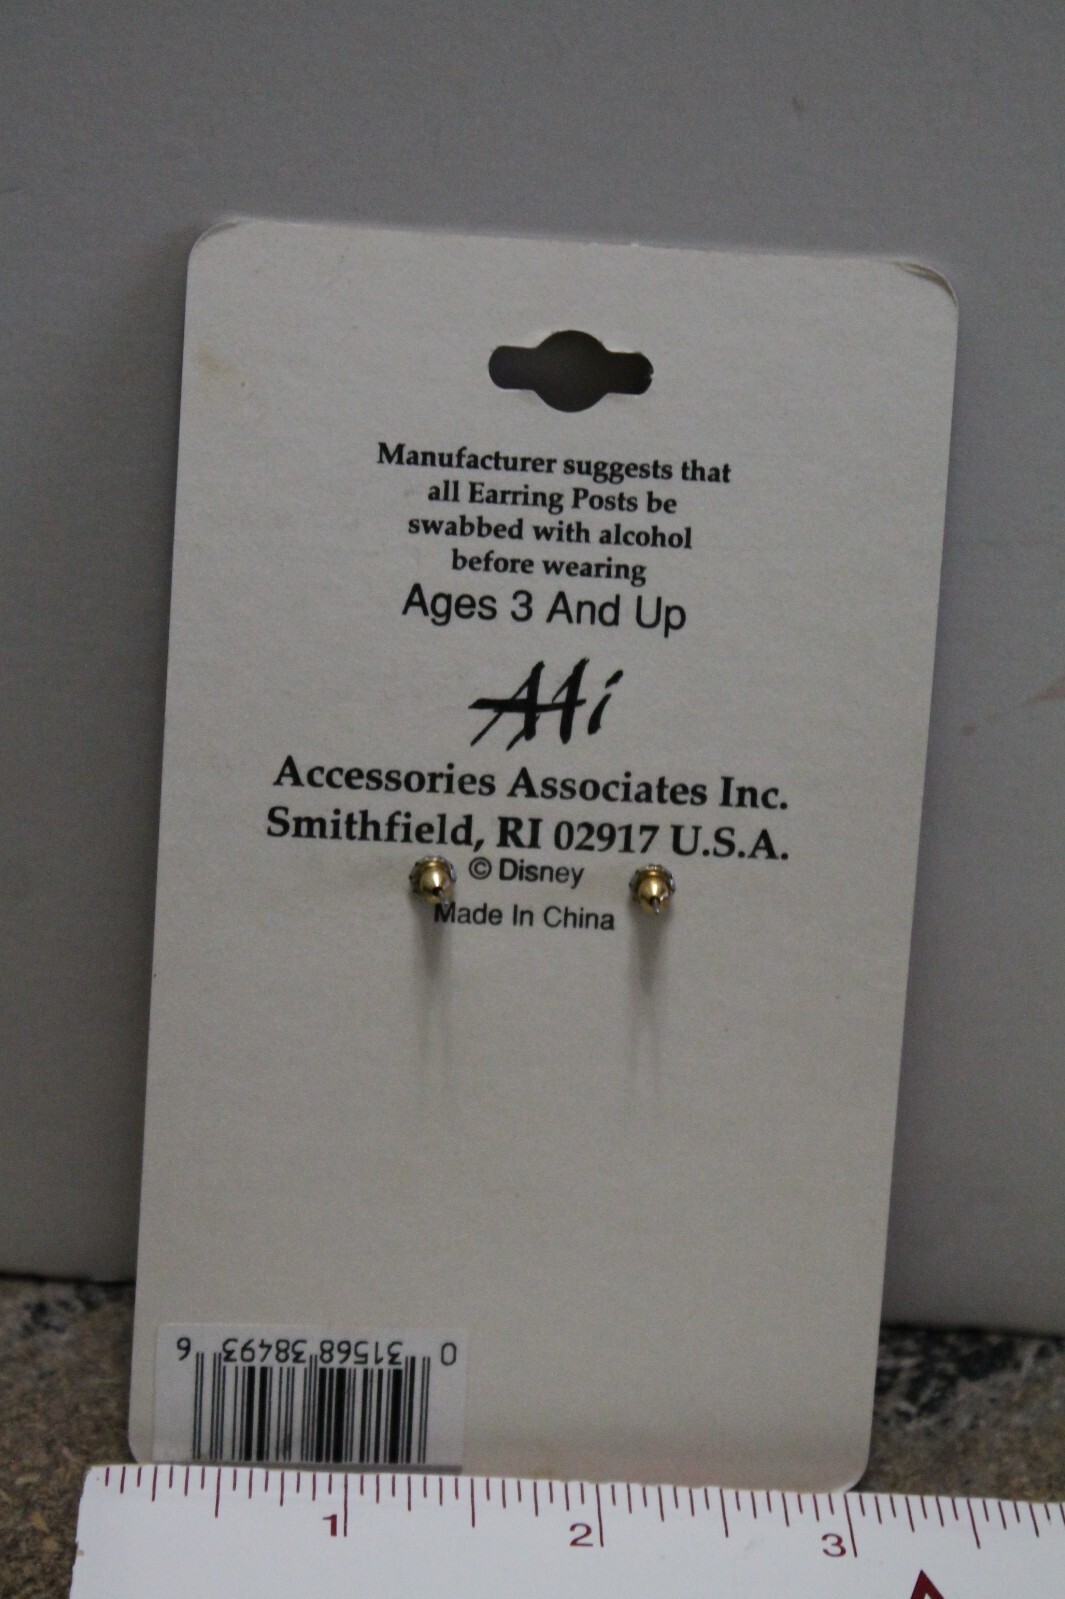 Manufacturer suggests that
all Earring Posts be
swabbed with alcohol
before wearing
Ages 3 And Up
AAi
Accessories Associates Inc.
Smithfield, RI 02917 U.S.A.
© Disney
Made In China
0 31568 38493 6
1 2 3